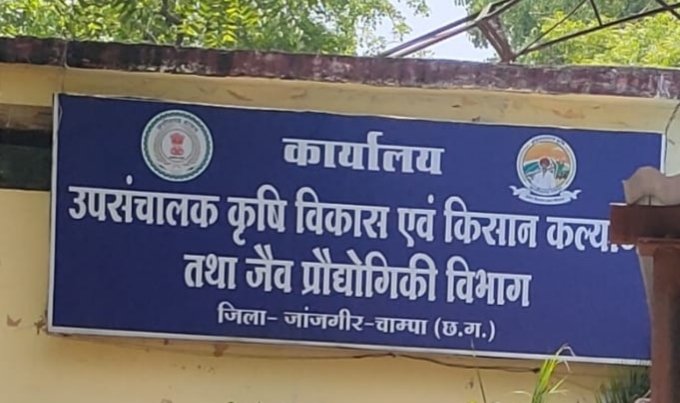 कार्यालय
उपसंचालक कृषि विकास एवं किसान
तथा जैव प्रौद्योगिकी विभाग
जिला- जांजगीर-चाम्पा (छ.ग.)